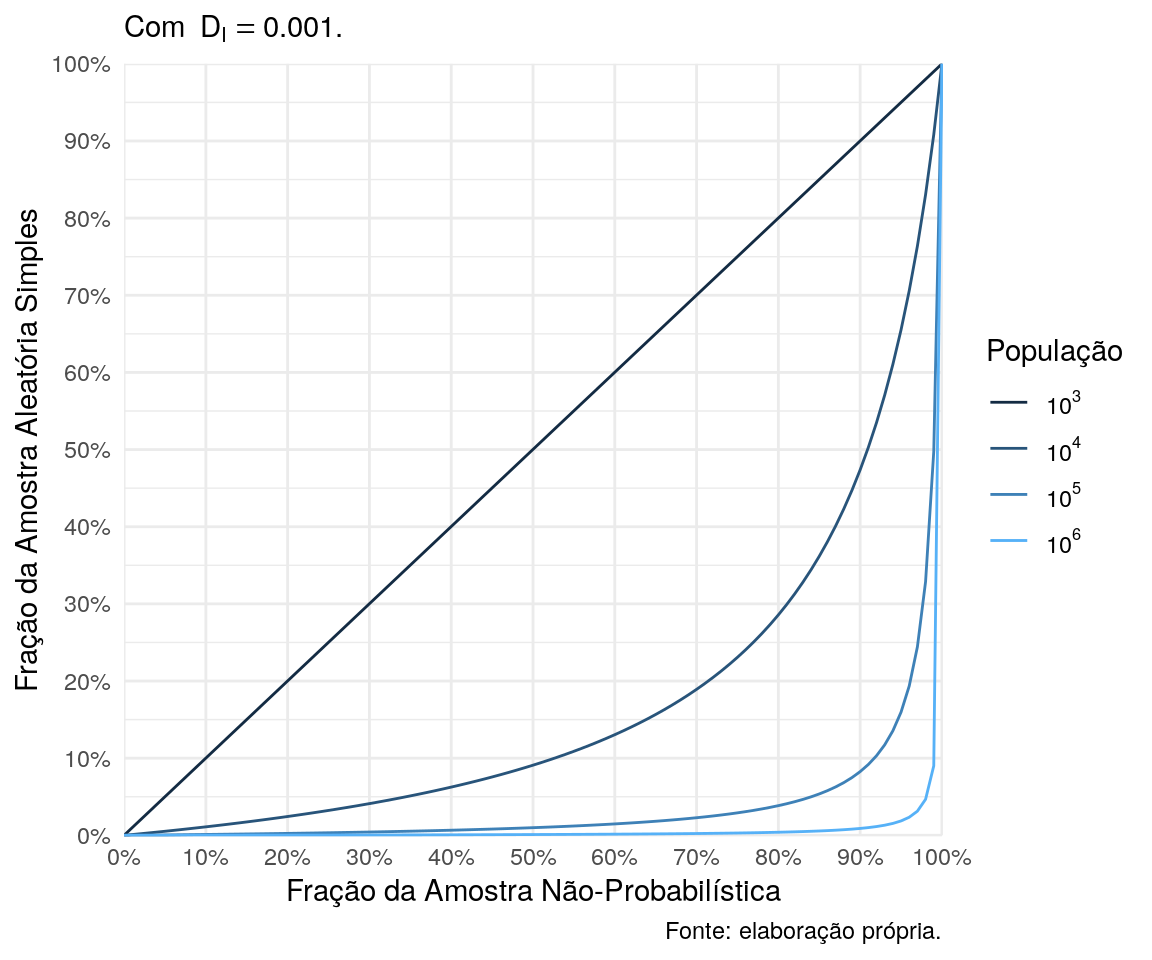 Com D_I = 0.001.
100%
90%
80%
70%
60%
50%
40%
30%
20%
10%
0%
Fração da Amostra Aleatória Simples
0% 10% 20% 30% 40% 50% 60% 70% 80% 90% 100%
Fração da Amostra Não-Probabilística
População
10^3
10^4
10^5
10^6
Fonte: elaboração própria.